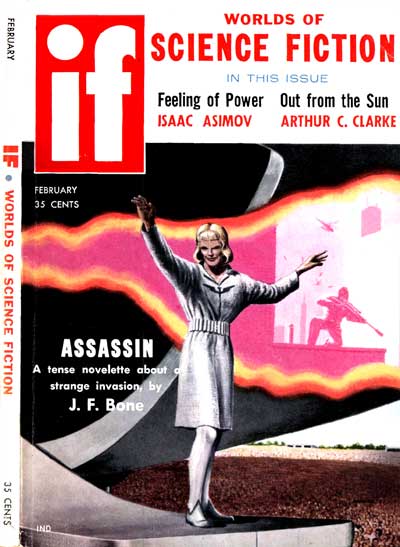 FEBRUARY
IF • WORLDS OF SCIENCE FICTION
35 CENTS
if
WORLDS OF
SCIENCE FICTION
IN THIS ISSUE
Feeling of Power Out from the Sun
ISAAC ASIMOV ARTHUR C. CLARKE
FEBRUARY
35 CENTS
ASSASSIN
A tense novelette about a
strange invasion, by
J. F. Bone
IND